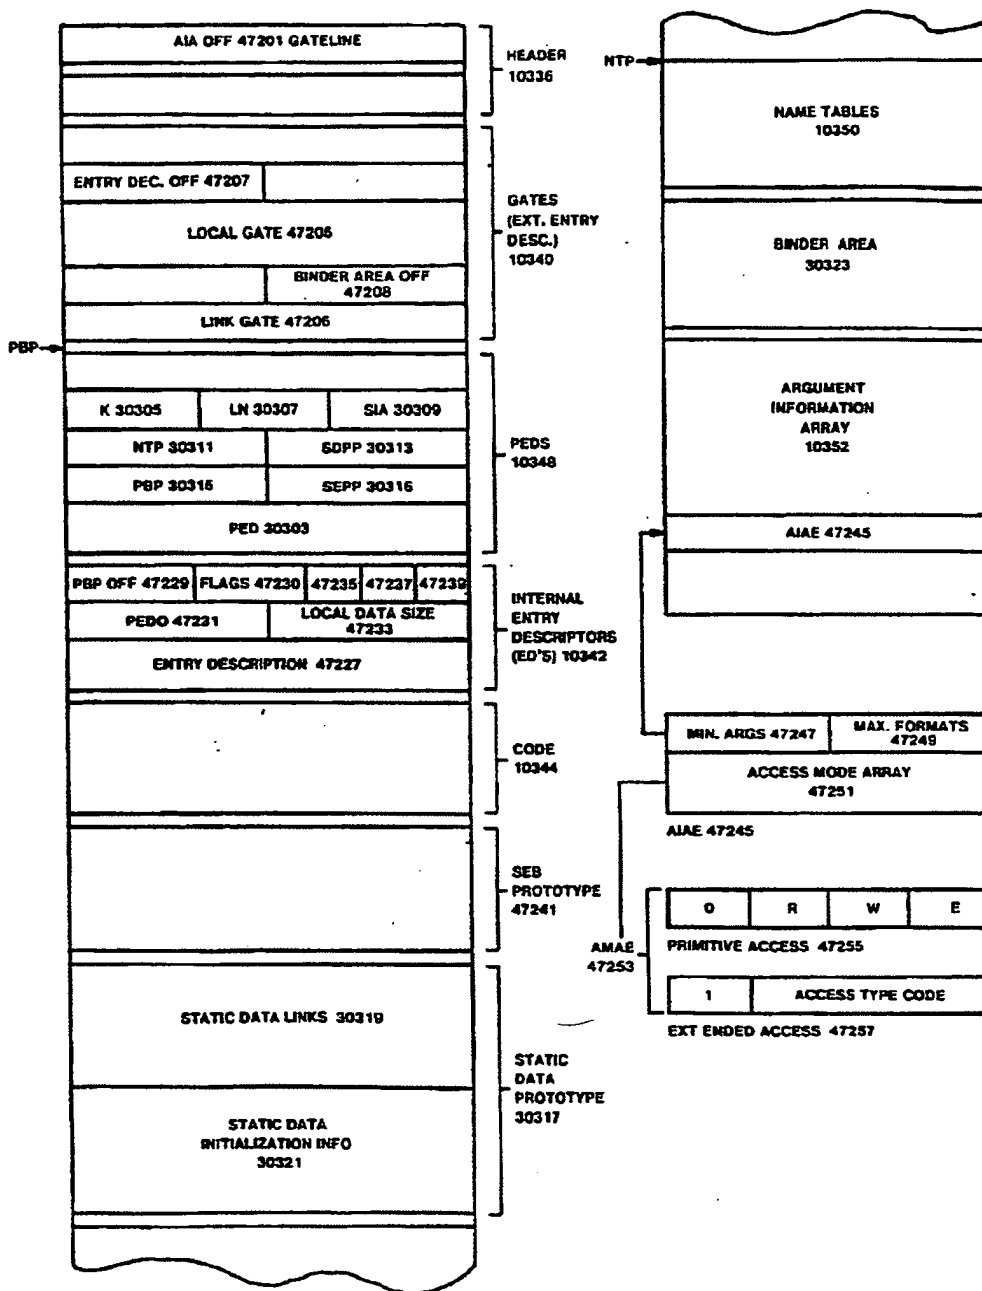 AIA OFF 47201 GATELINE
HEADER
10336
ENTRY DEC. OFF 47207
LOCAL GATE 47205
BINDER AREA OFF
47208
LINK GATE 47206
GATES
(EXT. ENTRY
DESC.)
10340
PBP
K 30305
LN 30307
SIA 30309
NTP 30311
SDPP 30313
PBP 30315
SEPP 30316
PED 30303
PEDS
10348
PBP OFF 47229
FLAGS 47230
47235
47237
47239
PEDO 47231
LOCAL DATA SIZE
47233
ENTRY DESCRIPTION 47227
INTERNAL
ENTRY
DESCRIPTORS
(ED'S) 10342
CODE
10344
SEB
PROTOTYPE
47241
STATIC DATA LINKS 30319
STATIC DATA
INITIALIZATION INFO
30321
STATIC
DATA
PROTOTYPE
30317
NTP
NAME TABLES
10350
BINDER AREA
30323
ARGUMENT
INFORMATION
ARRAY
10352
AIAE 47245
MIN. ARGS 47247
MAX. FORMATS
47249
ACCESS MODE ARRAY
47251
AIAE 47245
AMAE
47253
O
R
W
E
PRIMITIVE ACCESS 47255
1
ACCESS TYPE CODE
EXT ENDED ACCESS 47257